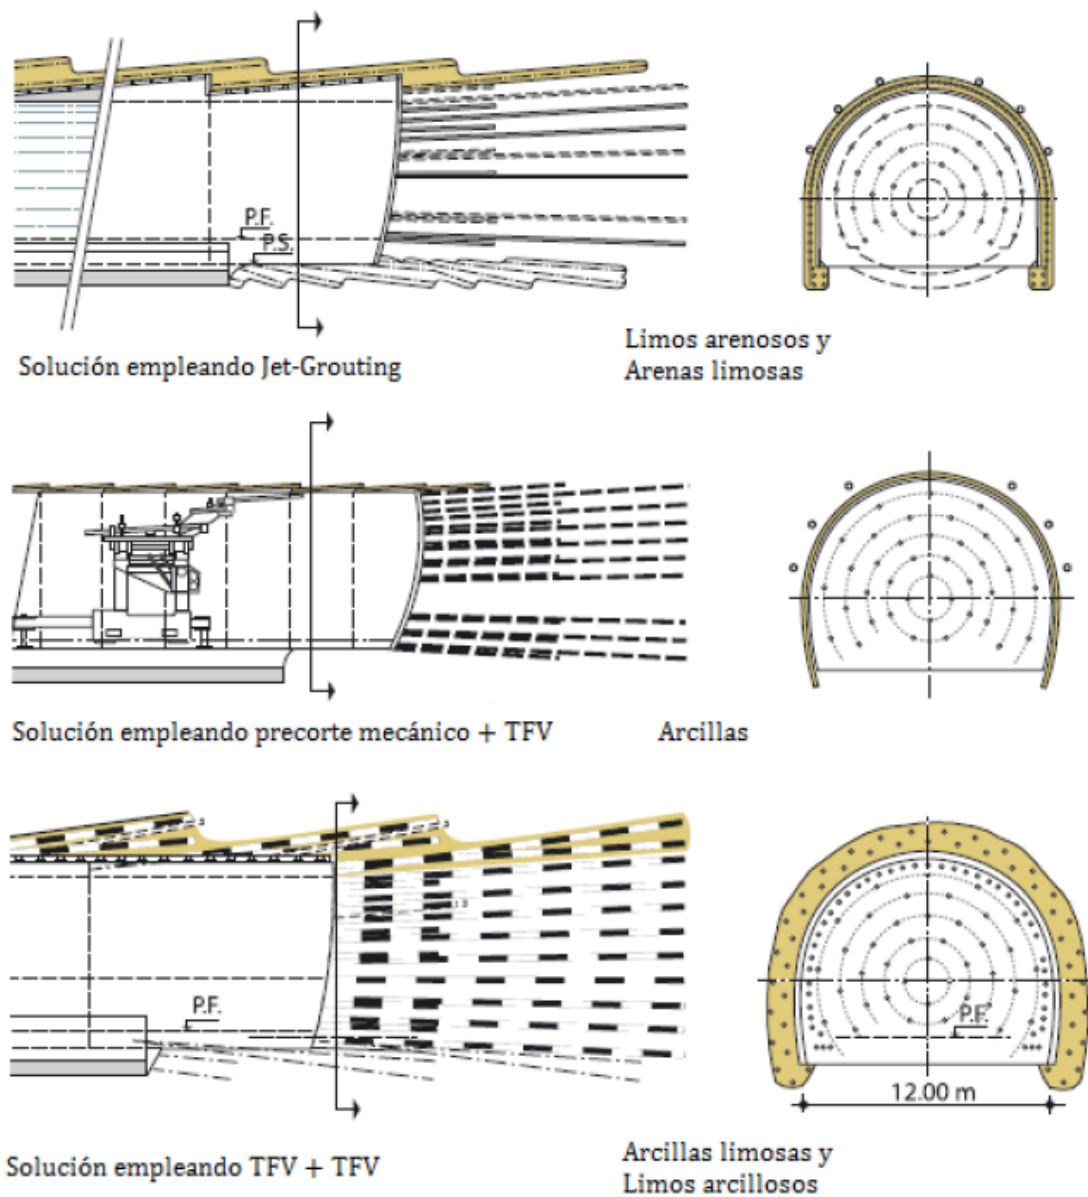 P.F.
P.S.
Solución empleando Jet-Grouting
Limos arenosos y
Arenas limosas
Solución empleando precorte mecánico + TFV
Arcillas
P.F.
P.F.
12.00 m
Solución empleando TFV + TFV
Arcillas limosas y
Limos arcillosos